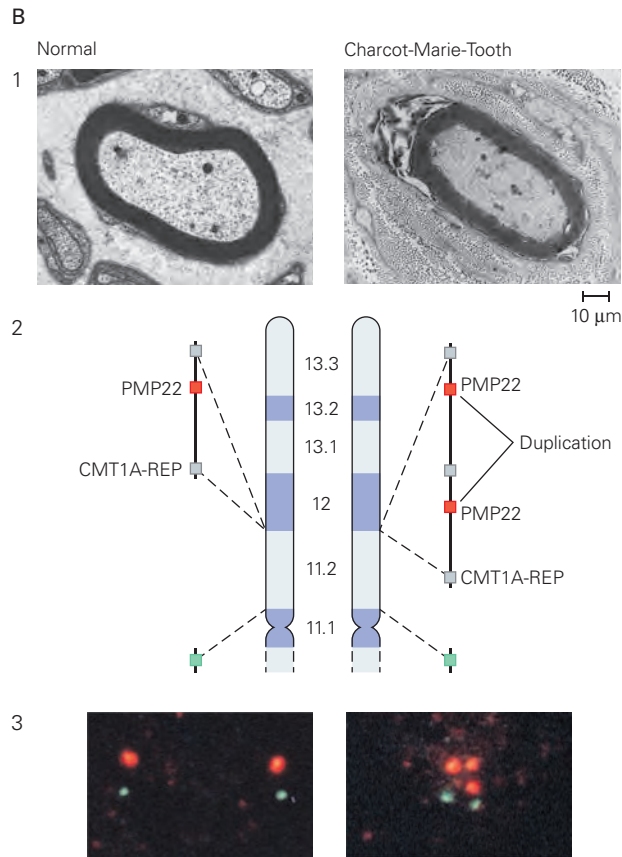 B
Normal
Charcot-Marie-Tooth
1
10 μm
2
13.3
PMP22
PMP22
13.2
13.1
Duplication
CMT1A-REP
12
PMP22
11.2
CMT1A-REP
11.1
3